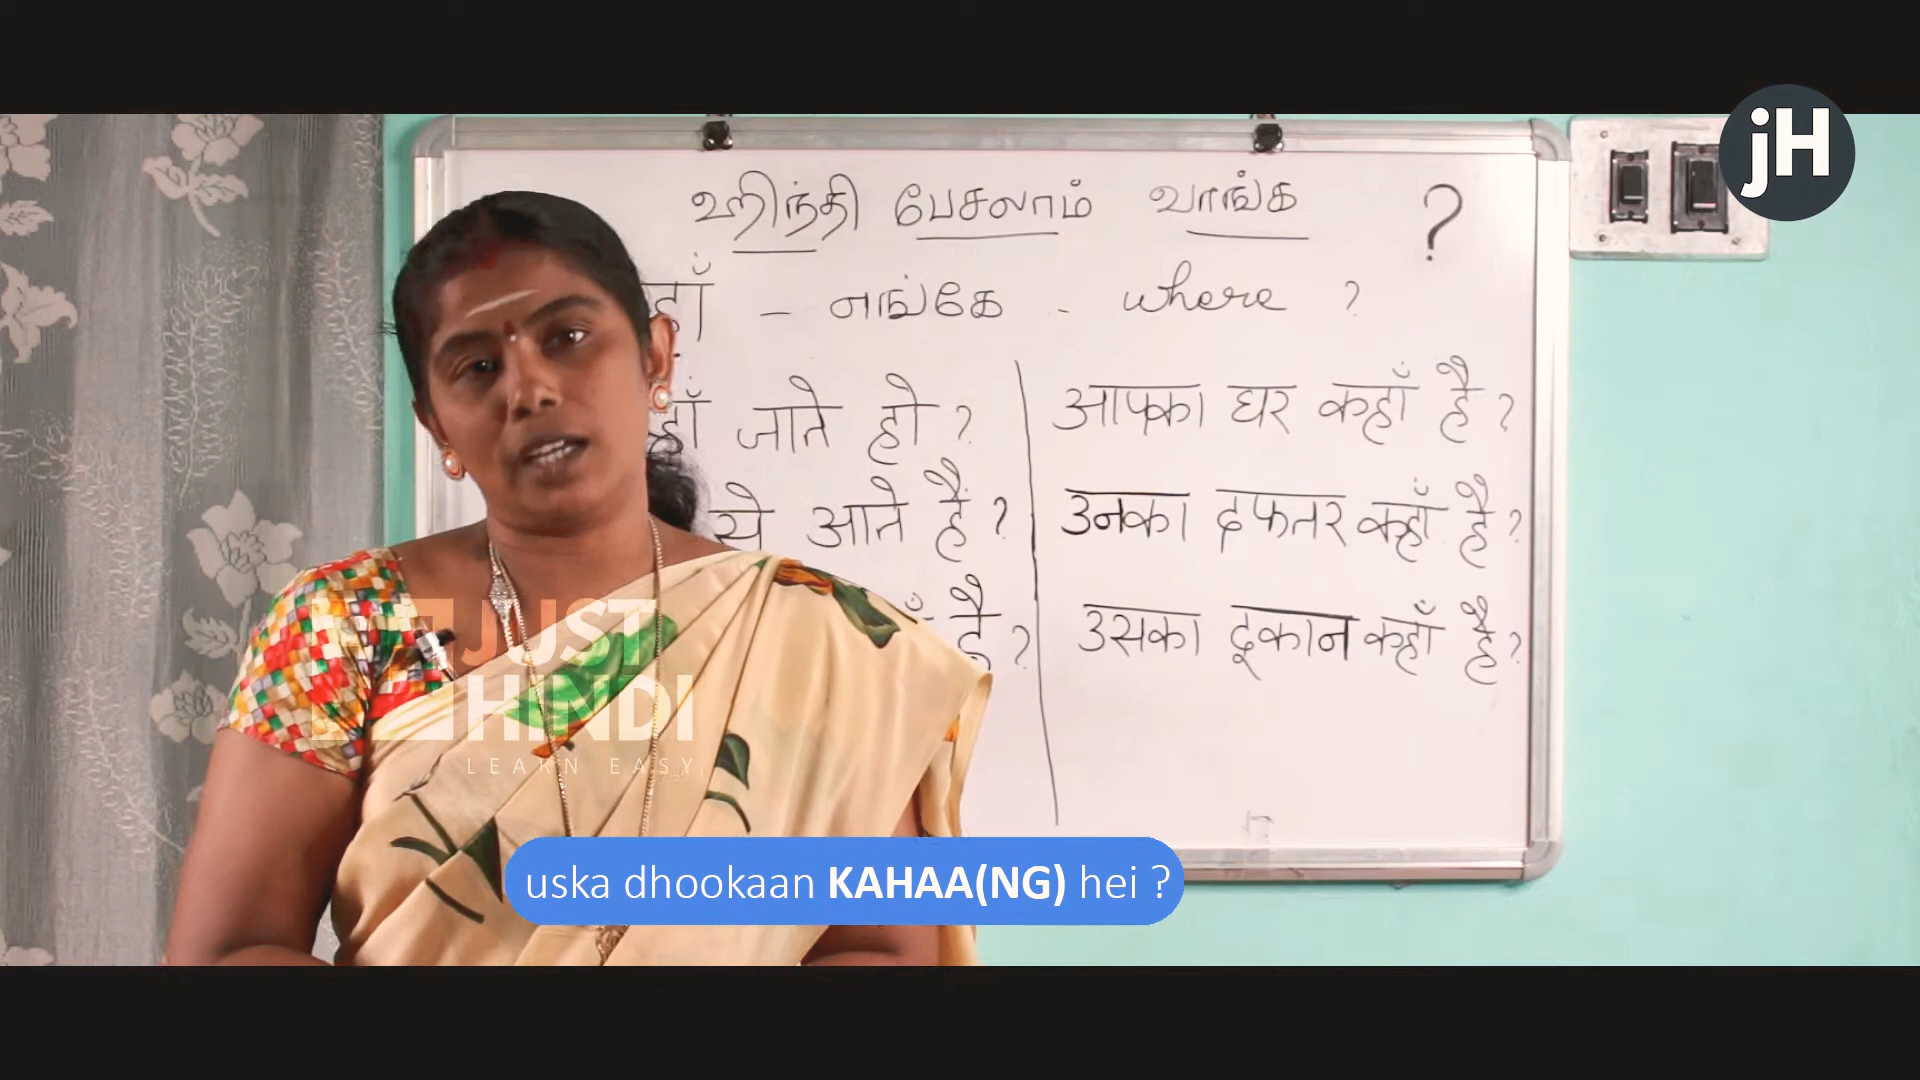 jH
ஹிந்தி பேசலாம் வாங்க ?
- எங்கே - where ?
जाते हो ?
ये आते हैं ?
है ?
आपका घर कहाँ है ?
उनका दफतर कहाँ है ?
उसका दूकान कहाँ है ?
JUST
HINDI
LEARN EASY
uska dhookaan KAHAA(NG) hei ?